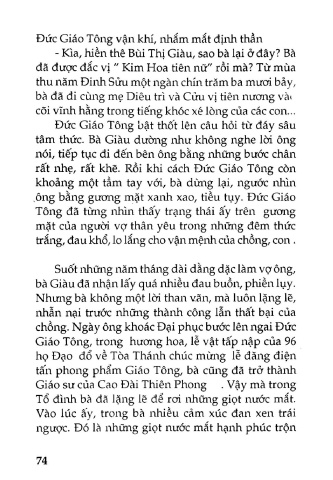 Đức Giáo Tông vận khí, nhắm mắt định thần
- Kìa, hiền thê Bùi Thị Giàu, sao bà lại ở đây? Bà
đã được đắc vị “ Kim Hoa tiên nữ” rồi mà? Từ mùa
thu năm Đinh Sửu một ngàn chín trăm ba mươi bảy,
bà đã đi cùng mẹ Diêu trì và Cửu vị tiên nương vào
cõi vĩnh hằng trong tiếng khóc xé lòng của các con...
Đức Giáo Tông bật thốt lên câu hỏi từ đáy sâu
tâm thức. Bà Giàu dường như không nghe lời ông
nói, tiếp tục đi đến bên ông bằng những bước chân
rất nhẹ, rất khẽ. Rồi khi cách Đức Giáo Tông còn
khoảng một tầm tay với, bà dừng lại, ngước nhìn
ông bằng gương mặt xanh xao, tiều tụy. Đức Giáo
Tông đã từng nhìn thấy trạng thái ấy trên gương
mặt của người vợ thân yêu trong những đêm thức
trắng, đau khổ, lo lắng cho vận mệnh của chồng, con .
Suốt những năm tháng dài dằng dặc làm vợ ông,
bà Giàu đã nhận lấy quá nhiều đau buồn, phiền lụy.
Nhưng bà không một lời than vãn, mà luôn lặng lẽ,
nhẫn nại trước những thành công lẫn thất bại của
chồng. Ngày ông khoác Đại phục bước lên ngai Đức
Giáo Tông, trong hương hoa, lễ vật tấp nập của 96
họ Đạo đổ về Tòa Thánh chúc mừng lễ đăng điện
tấn phong phẩm Giáo Tông, bà cũng đã trở thành
Giáo sư của Cao Đài Thiên Phong . Vậy mà trong
Tổ đình bà đã lặng lẽ để rơi những giọt nước mắt.
Vào lúc ấy, trong bà nhiều cảm xúc đan xen trái
ngược. Đó là những giọt nước mắt hạnh phúc trộn
74